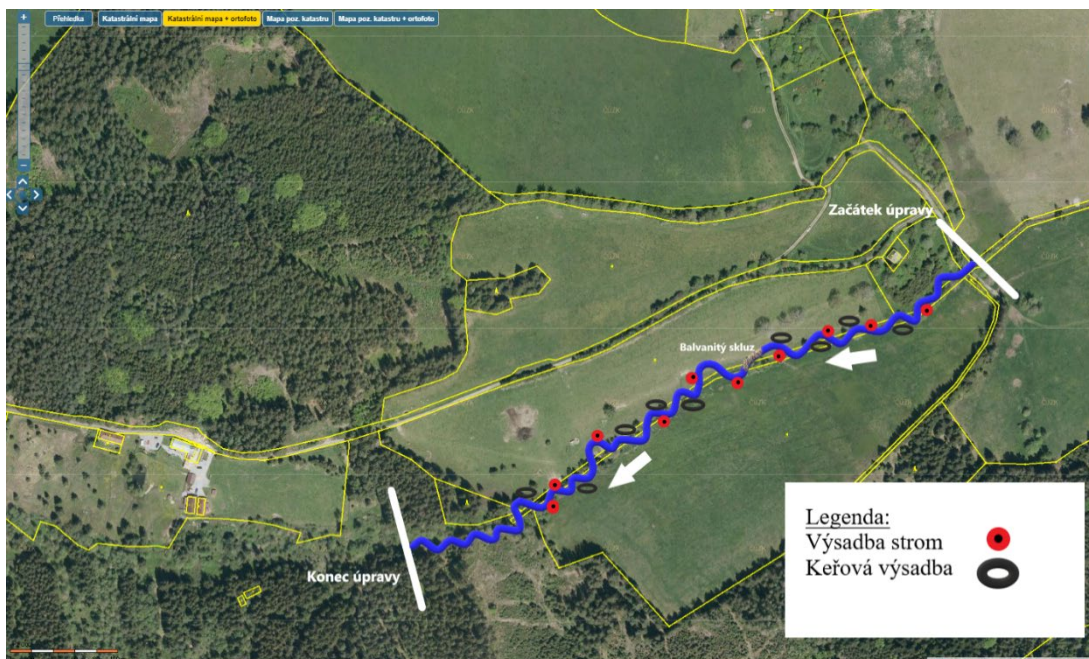 Přehledka
Katastrální mapa
Katastrální mapa + ortofoto
Mapa poz. katastru
Mapa poz. katastru + ortofoto
Začátek úpravy
Balvanitý skluz
Konec úpravy
Legenda:
Výsadba strom
Keřová výsadba